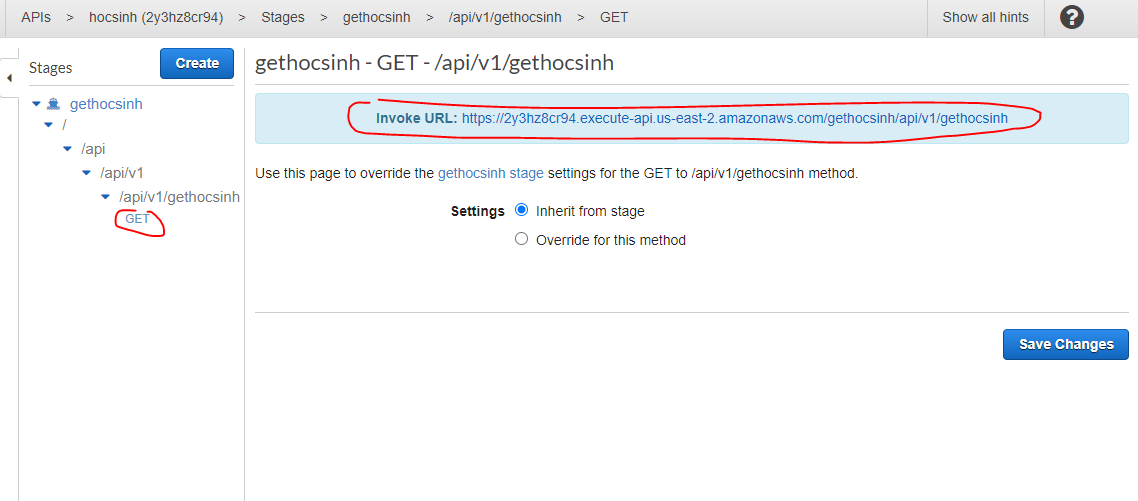 APIs > hocsinh (2y3hz8cr94) > Stages > gethocsinh > /api/v1/gethocsinh > GET Show all hints ?
Stages Create
gethocsinh
/
/api
/api/v1
/api/v1/gethocsinh
GET
gethocsinh - GET - /api/v1/gethocsinh
Invoke URL: https://2y3hz8cr94.execute-api.us-east-2.amazonaws.com/gethocsinh/api/v1/gethocsinh
Use this page to override the gethocsinh stage settings for the GET to /api/v1/gethocsinh method.
Settings Inherit from stage
Override for this method
Save Changes